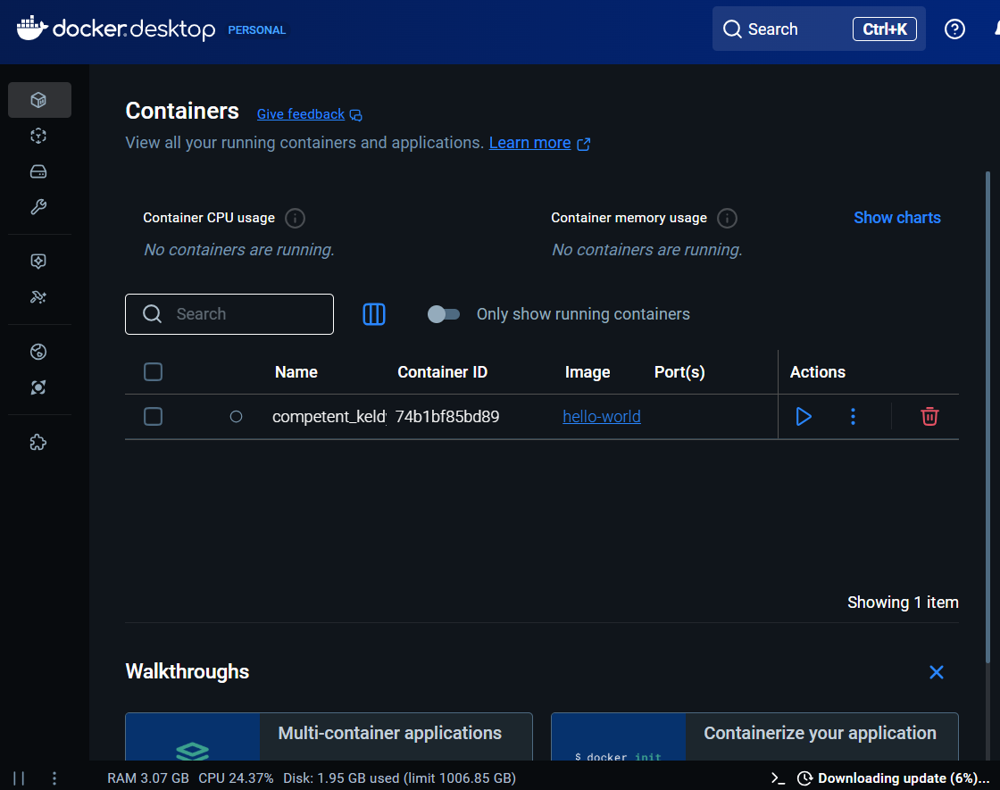 docker.desktop PERSONAL
Search Ctrl+K
Containers Give feedback
View all your running containers and applications. Learn more
Container CPU usage Container memory usage Show charts
No containers are running. No containers are running.
Search Only show running containers
Name Container ID Image Port(s) Actions
competent_keldy 74b1bf85bd89 hello-world
Showing 1 item
Walkthroughs
Multi-container applications Containerize your application
$ docker init
RAM 3.07 GB CPU 24.37% Disk: 1.95 GB used (limit 1006.85 GB) Downloading update (6%)...